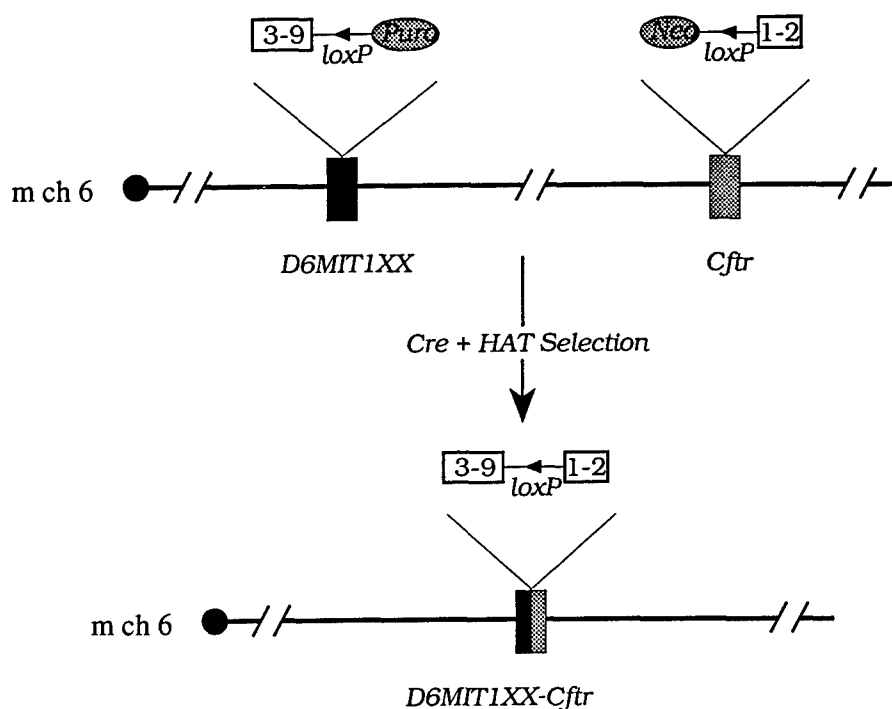 3-9 loxP Puro
Neo loxP 1-2
m ch 6
D6MIT1XX Cftr
Cre + HAT Selection
3-9 loxP 1-2
m ch 6
D6MIT1XX-Cftr